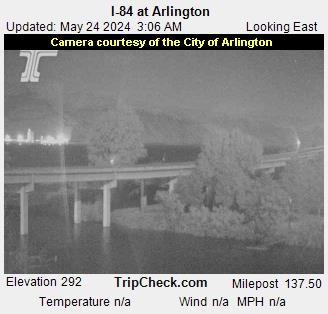 I-84 at Arlington
Updated: May 24 2024 3:06 AM Looking East
Camera courtesy of the City of Arlington
Elevation 292 TripCheck.com Milepost 137.50
Temperature n/a Wind n/a MPH n/a